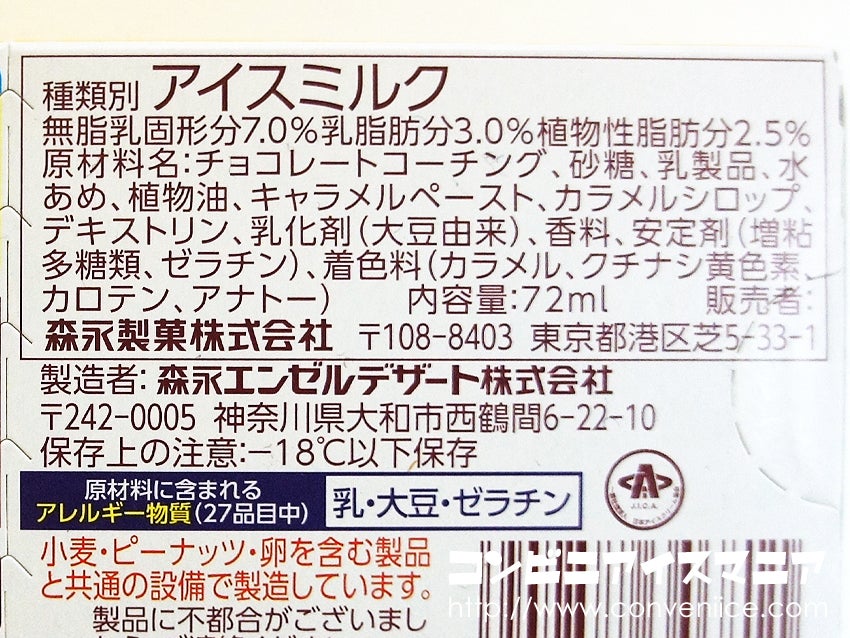 種類別 アイスミルク
無脂乳固形分7.0%乳脂肪分3.0%植物性脂肪分2.5%
原材料名:チョコレートコーチング、砂糖、乳製品、水
あめ、植物油、キャラメルペースト、カラメルシロップ、
デキストリン、乳化剤(大豆由来)、香料、安定剤(増粘
多糖類、ゼラチン)、着色料(カラメル、クチナシ黄色素、
カロテン、アナトー) 内容量:72ml 販売者:
森永製菓株式会社 〒108-8403 東京都港区芝5-33-1
製造者:森永エンゼルデザート株式会社
〒242-0005 神奈川県大和市西鶴間6-22-10
保存上の注意:-18℃以下保存
原材料に含まれる
アレルギー物質(27品目中)
乳・大豆・ゼラチン
A
J.I.C.A.
小麦・ピーナッツ・卵を含む製品
と共通の設備で製造しています。
製品に不都合がございまし
コンビニアイスマニア
http://www.conveniice.com